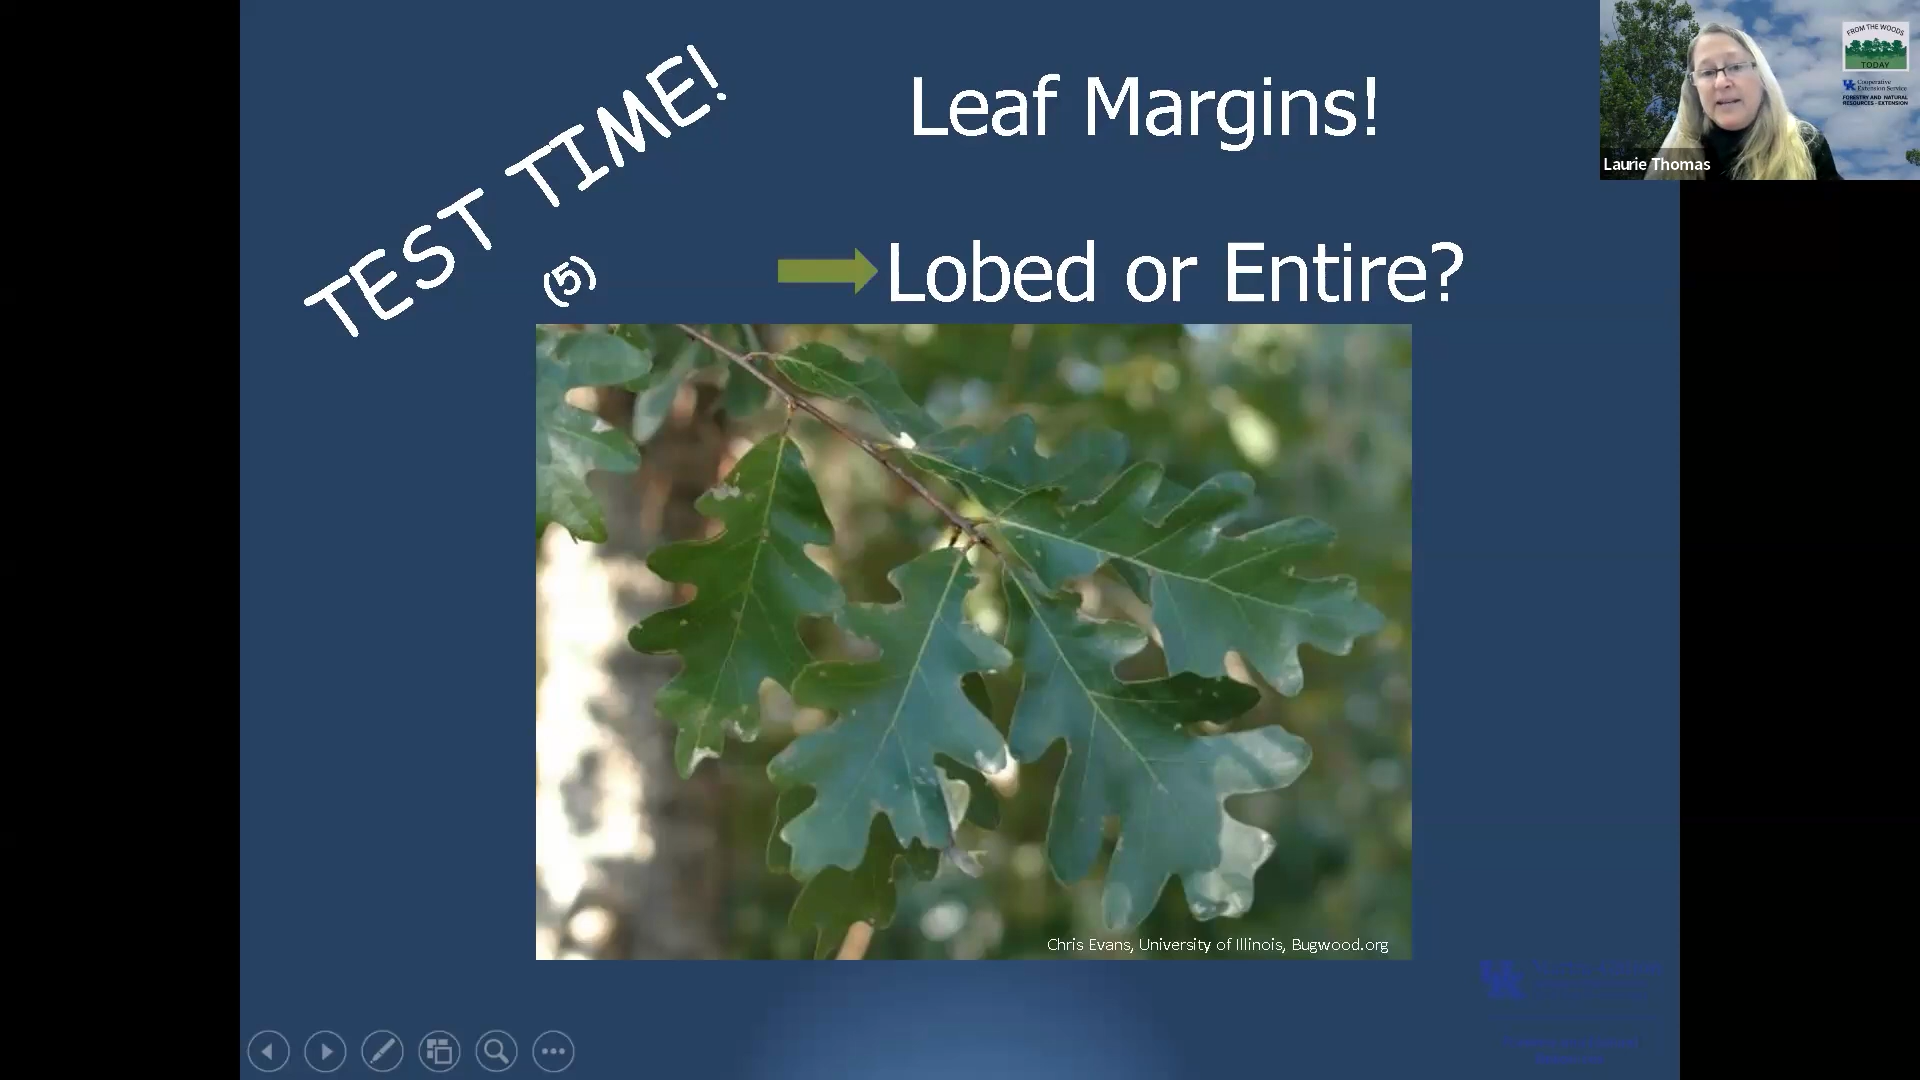 TEST TIME!
(5)
Leaf Margins!
Lobed or Entire?
Chris Evans, University of Illinois, Bugwood.org
Laurie Thomas
FROM THE WOODS
TODAY
UK Cooperative
Extension Service
FORESTRY AND NATURAL
RESOURCES - EXTENSION